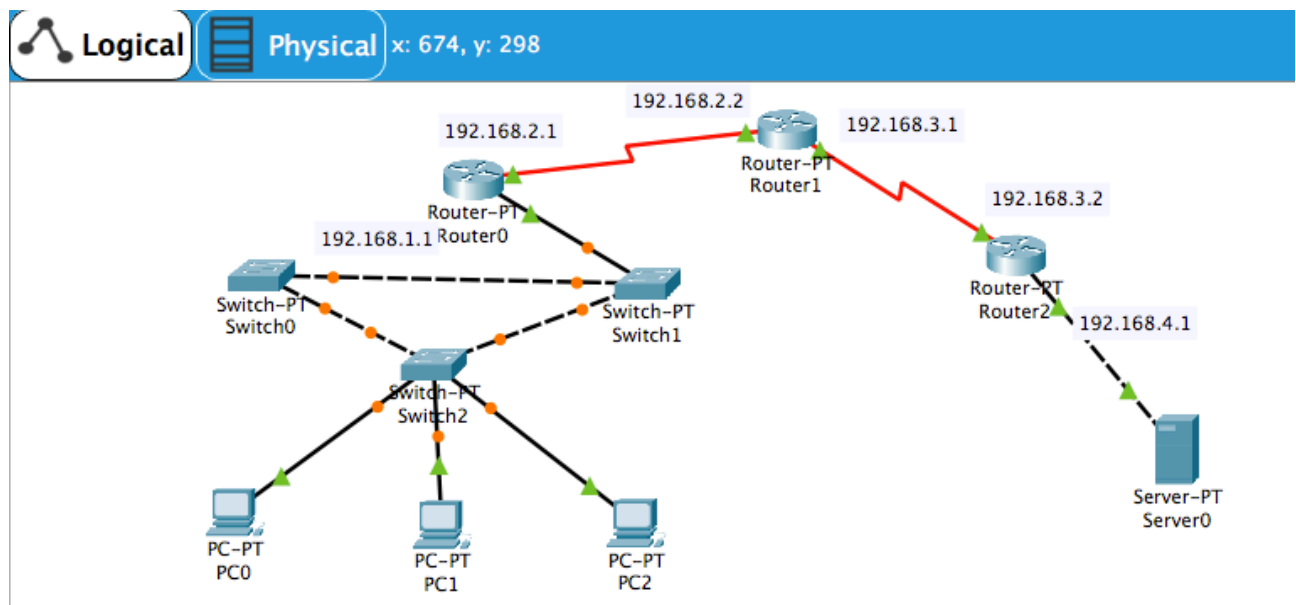 Logical
Physical
x: 674, y: 298
192.168.2.2
192.168.2.1
192.168.3.1
Router-PT
Router1
192.168.3.2
Router-PT
Router0
192.168.1.1
Router-PT
Router2
Switch-PT
Switch0
Switch-PT
Switch1
192.168.4.1
Switch-PT
Switch2
Server-PT
Server0
PC-PT
PC0
PC-PT
PC1
PC-PT
PC2